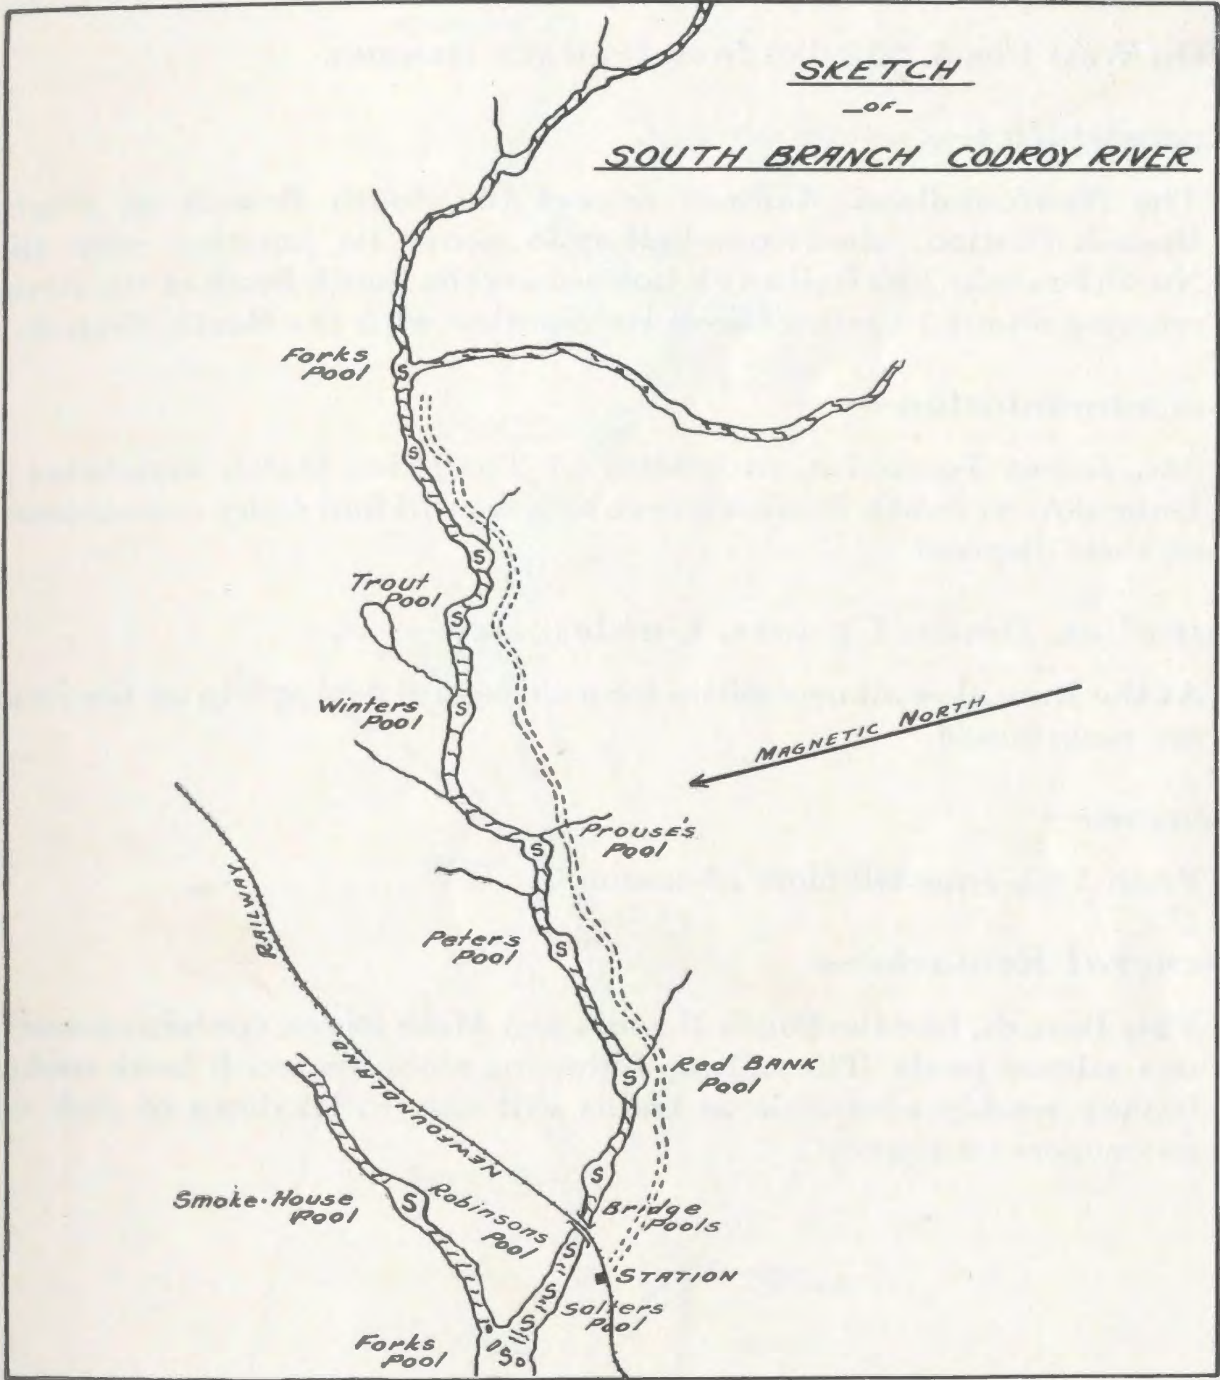 SKETCH
OF
SOUTH BRANCH CODROY RIVER
Forks
Pool
S
S
S
Trout
Pool
S
Winters
Pool
S
MAGNETIC NORTH
Prouse's
Pool
S
Peters
Pool
S
Red BANK
Pool
S
NEWFOUNDLAND RAILWAY
S
Smoke-House
Pool
S
Robinsons
Pool
Bridge
Pools
S
STATION
S
Salters
Pool
S
Forks
Pool
S